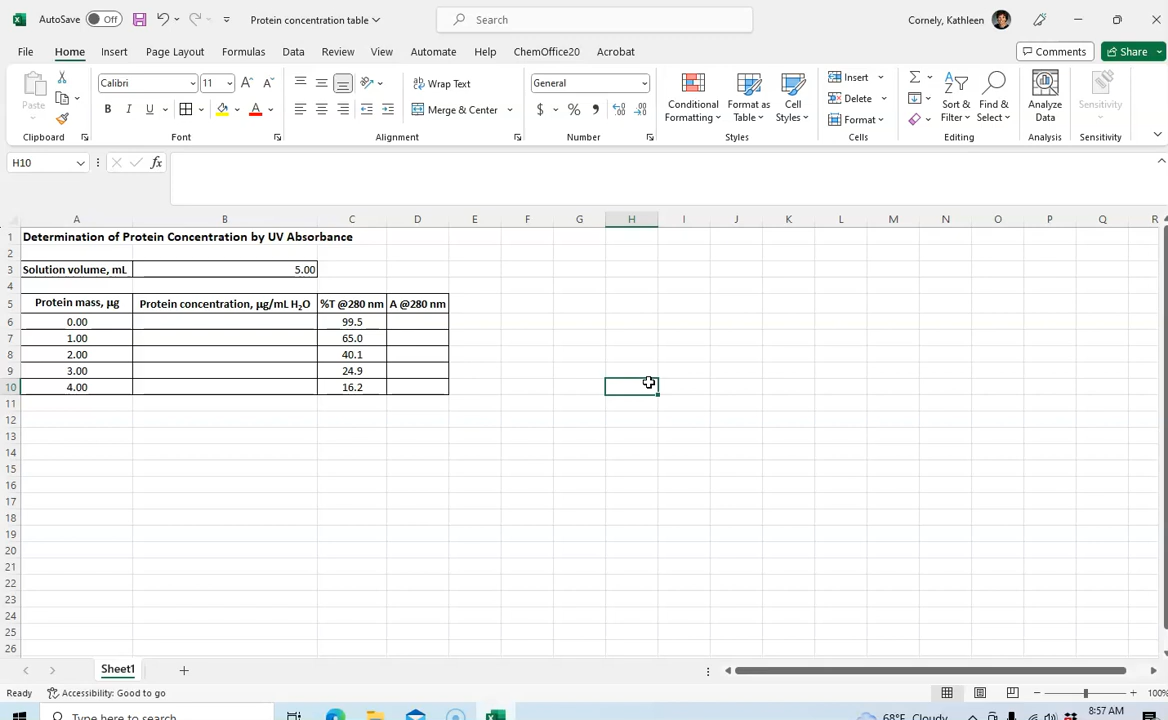 AutoSave Off Protein concentration table Search Cornely, Kathleen
File Home Insert Page Layout Formulas Data Review View Automate Help ChemOffice20 Acrobat Comments Share
Paste Calibri 11 A A ab Wrap Text General Conditional Formatting Format as Table Cell Styles Insert Sort & Filter Find & Select Analyze Data Sensitivity
B I U A Merge & Center $ % , Delete
Format
Clipboard Font Alignment Number Styles Cells Editing Analysis Sensitivity
H10 fx
A B C D E F G H I J K L M N O P Q R
1 Determination of Protein Concentration by UV Absorbance
2
3 Solution volume, mL 5.00
4
5 Protein mass, µg Protein concentration, µg/mL H₂O %T @280 nm A @280 nm
6 0.00 99.5
7 1.00 65.0
8 2.00 40.1
9 3.00 24.9
10 4.00 16.2
11
12
13
14
15
16
17
18
19
20
21
22
23
24
25
26
Sheet1
Ready Accessibility: Good to go 100%
Type here to search 68°F Cloudy 8:57 AM